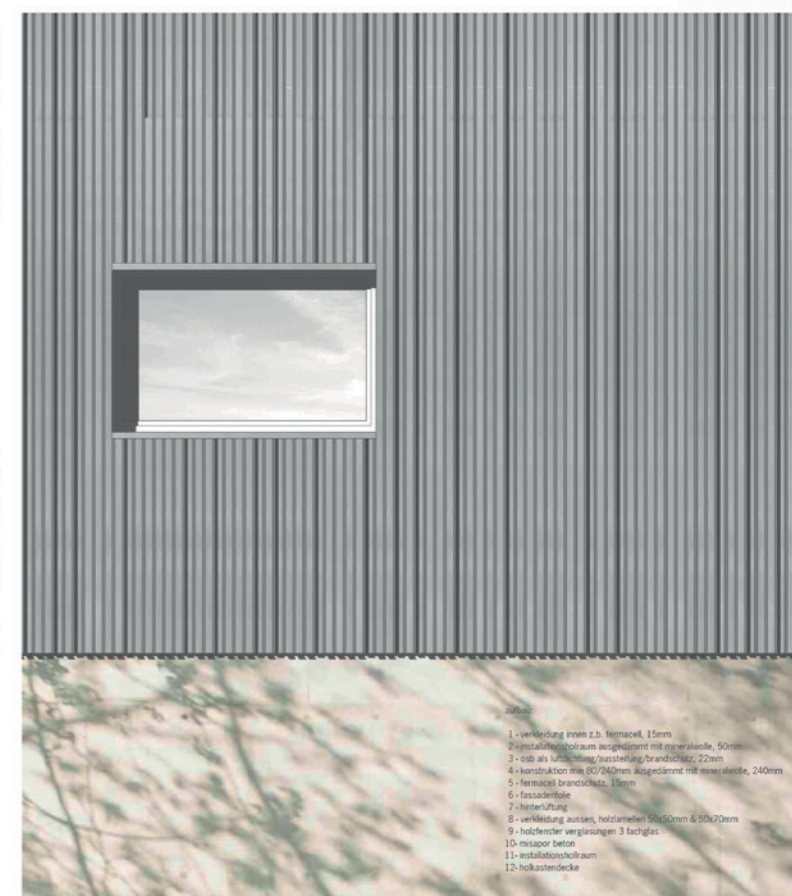 aufbau:
1 - verkleidung innen z.b. fermacell, 15mm
2 - installationsholraum ausgedämmt mit mineralwolle, 50mm
3 - osb als luftdichtung/aussteifung/brandschutz, 22mm
4 - konstruktion min 80/240mm ausgedämmt mit mineralwolle, 240mm
5 - fermacell brandschutz, 15mm
6 - fassadenfolie
7 - hinterlüftung
8 - verkleidung aussen, holzlamellen 50x50mm & 50x70mm
9 - holzfenster verglasungen 3 fachglas
10- misapor beton
11- installationshollraum
12- holkastendecke